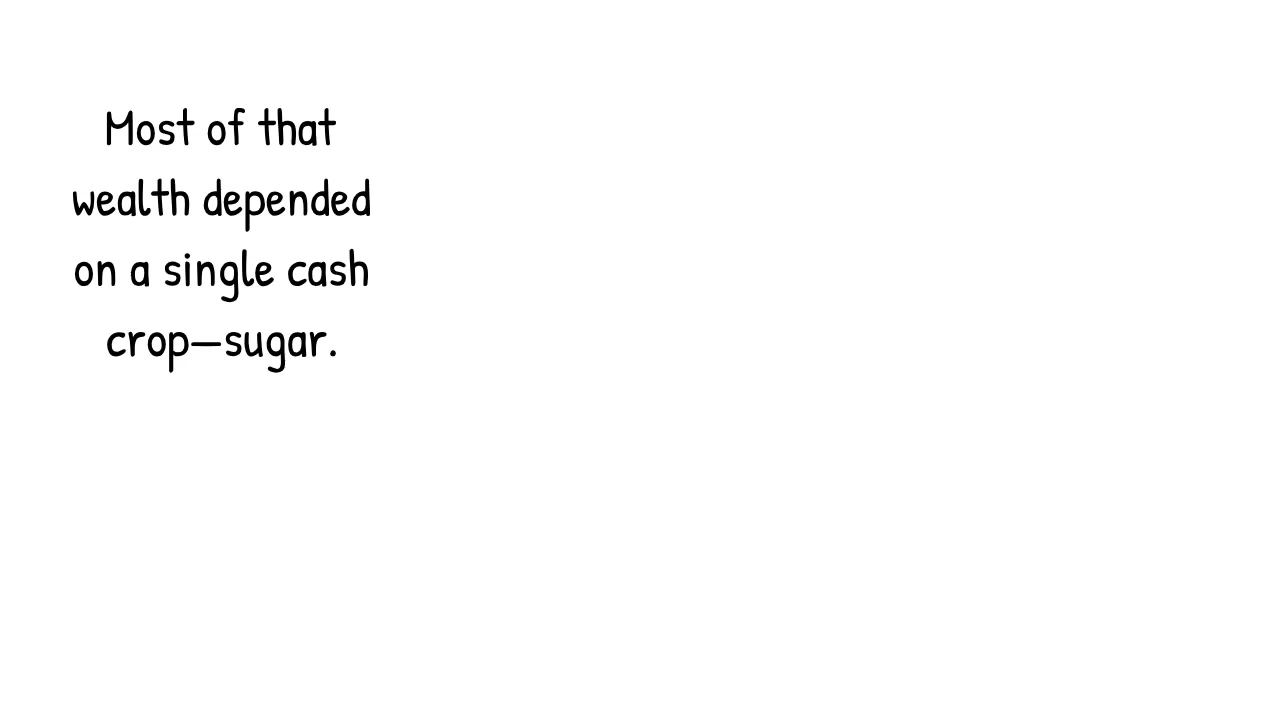 Most of that
wealth depended
on a single cash
crop—sugar.